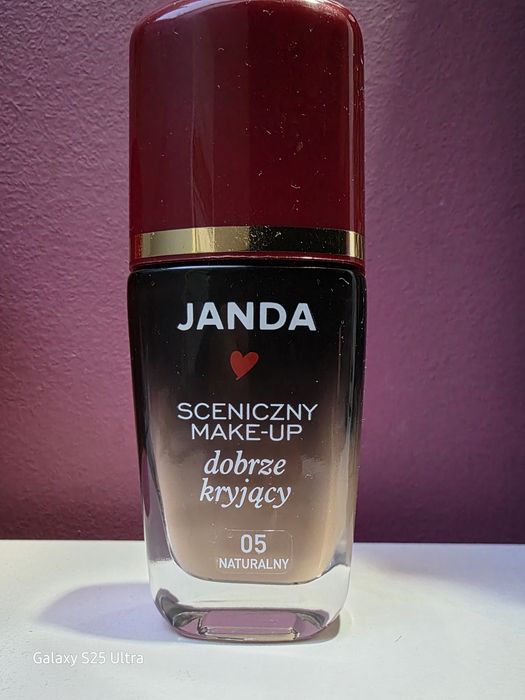 JANDA
SCENICZNY
MAKE-UP
dobrze
kryjący
05
NATURALNY
Galaxy S25 Ultra